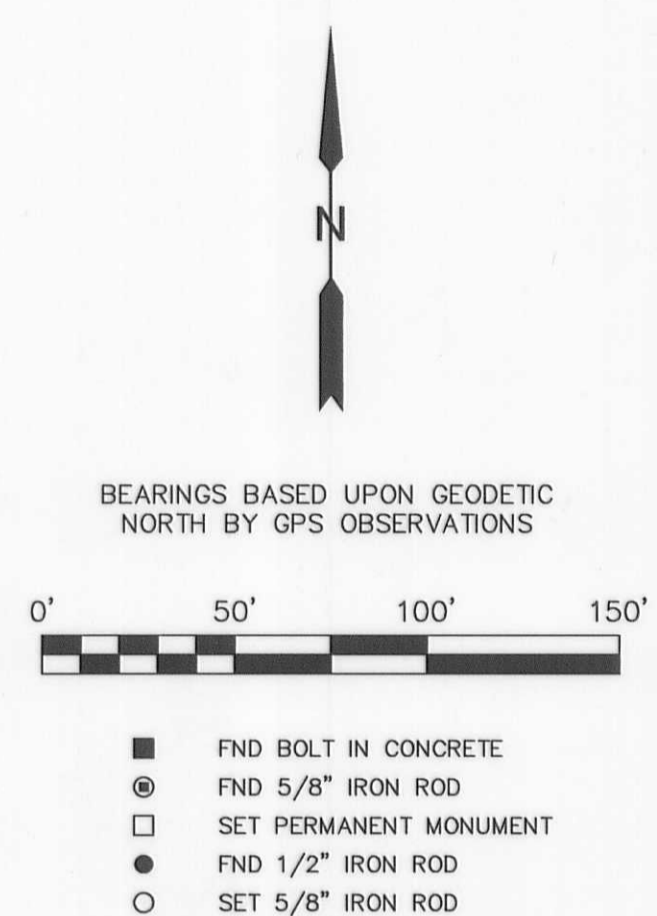 N
BEARINGS BASED UPON GEODETIC
NORTH BY GPS OBSERVATIONS
0' 50' 100' 150'
FND BOLT IN CONCRETE
FND 5/8" IRON ROD
SET PERMANENT MONUMENT
FND 1/2" IRON ROD
SET 5/8" IRON ROD